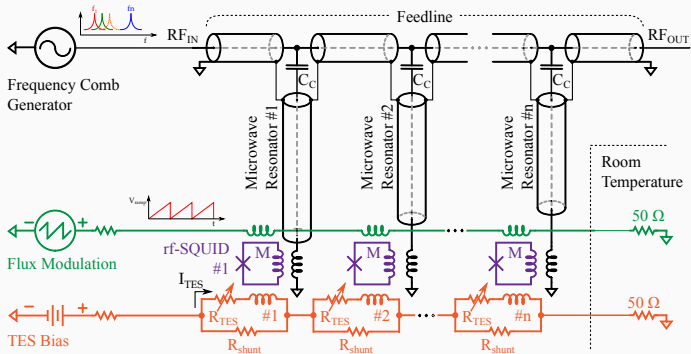 f₁
fn
f
Feedline
RF_IN
RF_OUT
Frequency Comb
Generator
C_C
C_C
C_C
Microwave
Resonator #1
Microwave
Resonator #2
Microwave
Resonator #n
Room
Temperature
V_ramp
t
− +
50 Ω
Flux Modulation
rf-SQUID
#1
M
M
M
I_TES
− +
R_TES #1
R_TES #2
R_TES #n
50 Ω
TES Bias
R_shunt
R_shunt
R_shunt